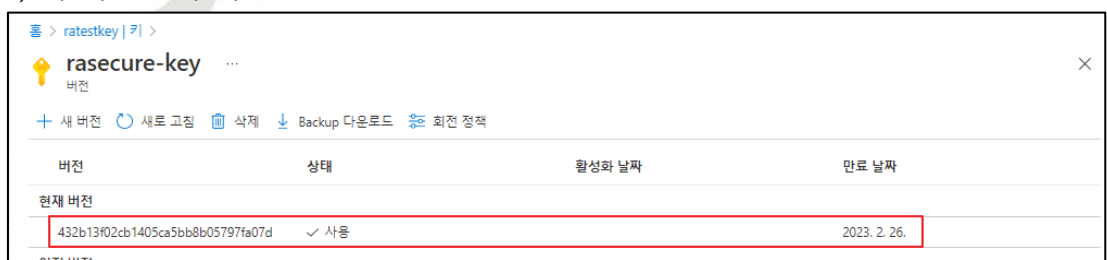 홈 > ratestkey | 키 >
rasecure-key ...
버전
새 버전 새로 고침 삭제 Backup 다운로드 회전 정책
버전 상태 활성화 날짜 만료 날짜
현재 버전
432b13f02cb1405ca5bb8b05797fa07d 사용 2023. 2. 26.